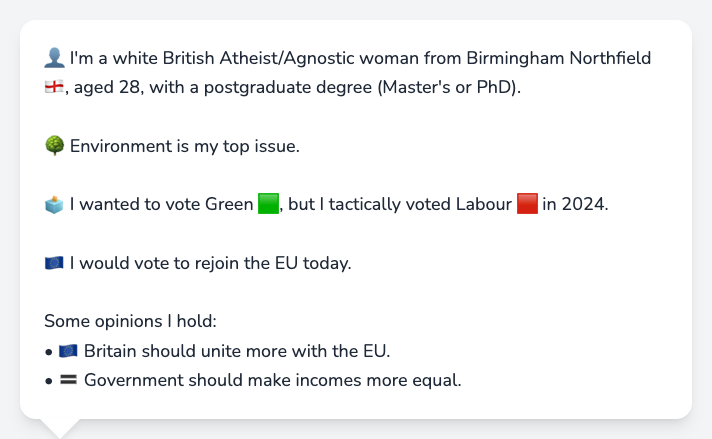 👤 I'm a white British Atheist/Agnostic woman from Birmingham Northfield
🏴󠁧󠁢󠁥󠁮󠁧󠁿, aged 28, with a postgraduate degree (Master's or PhD).
🌳 Environment is my top issue.
🗳️ I wanted to vote Green 🟩, but I tactically voted Labour 🟥 in 2024.
🇪🇺 I would vote to rejoin the EU today.
Some opinions I hold:
• 🇪🇺 Britain should unite more with the EU.
• 🟰 Government should make incomes more equal.